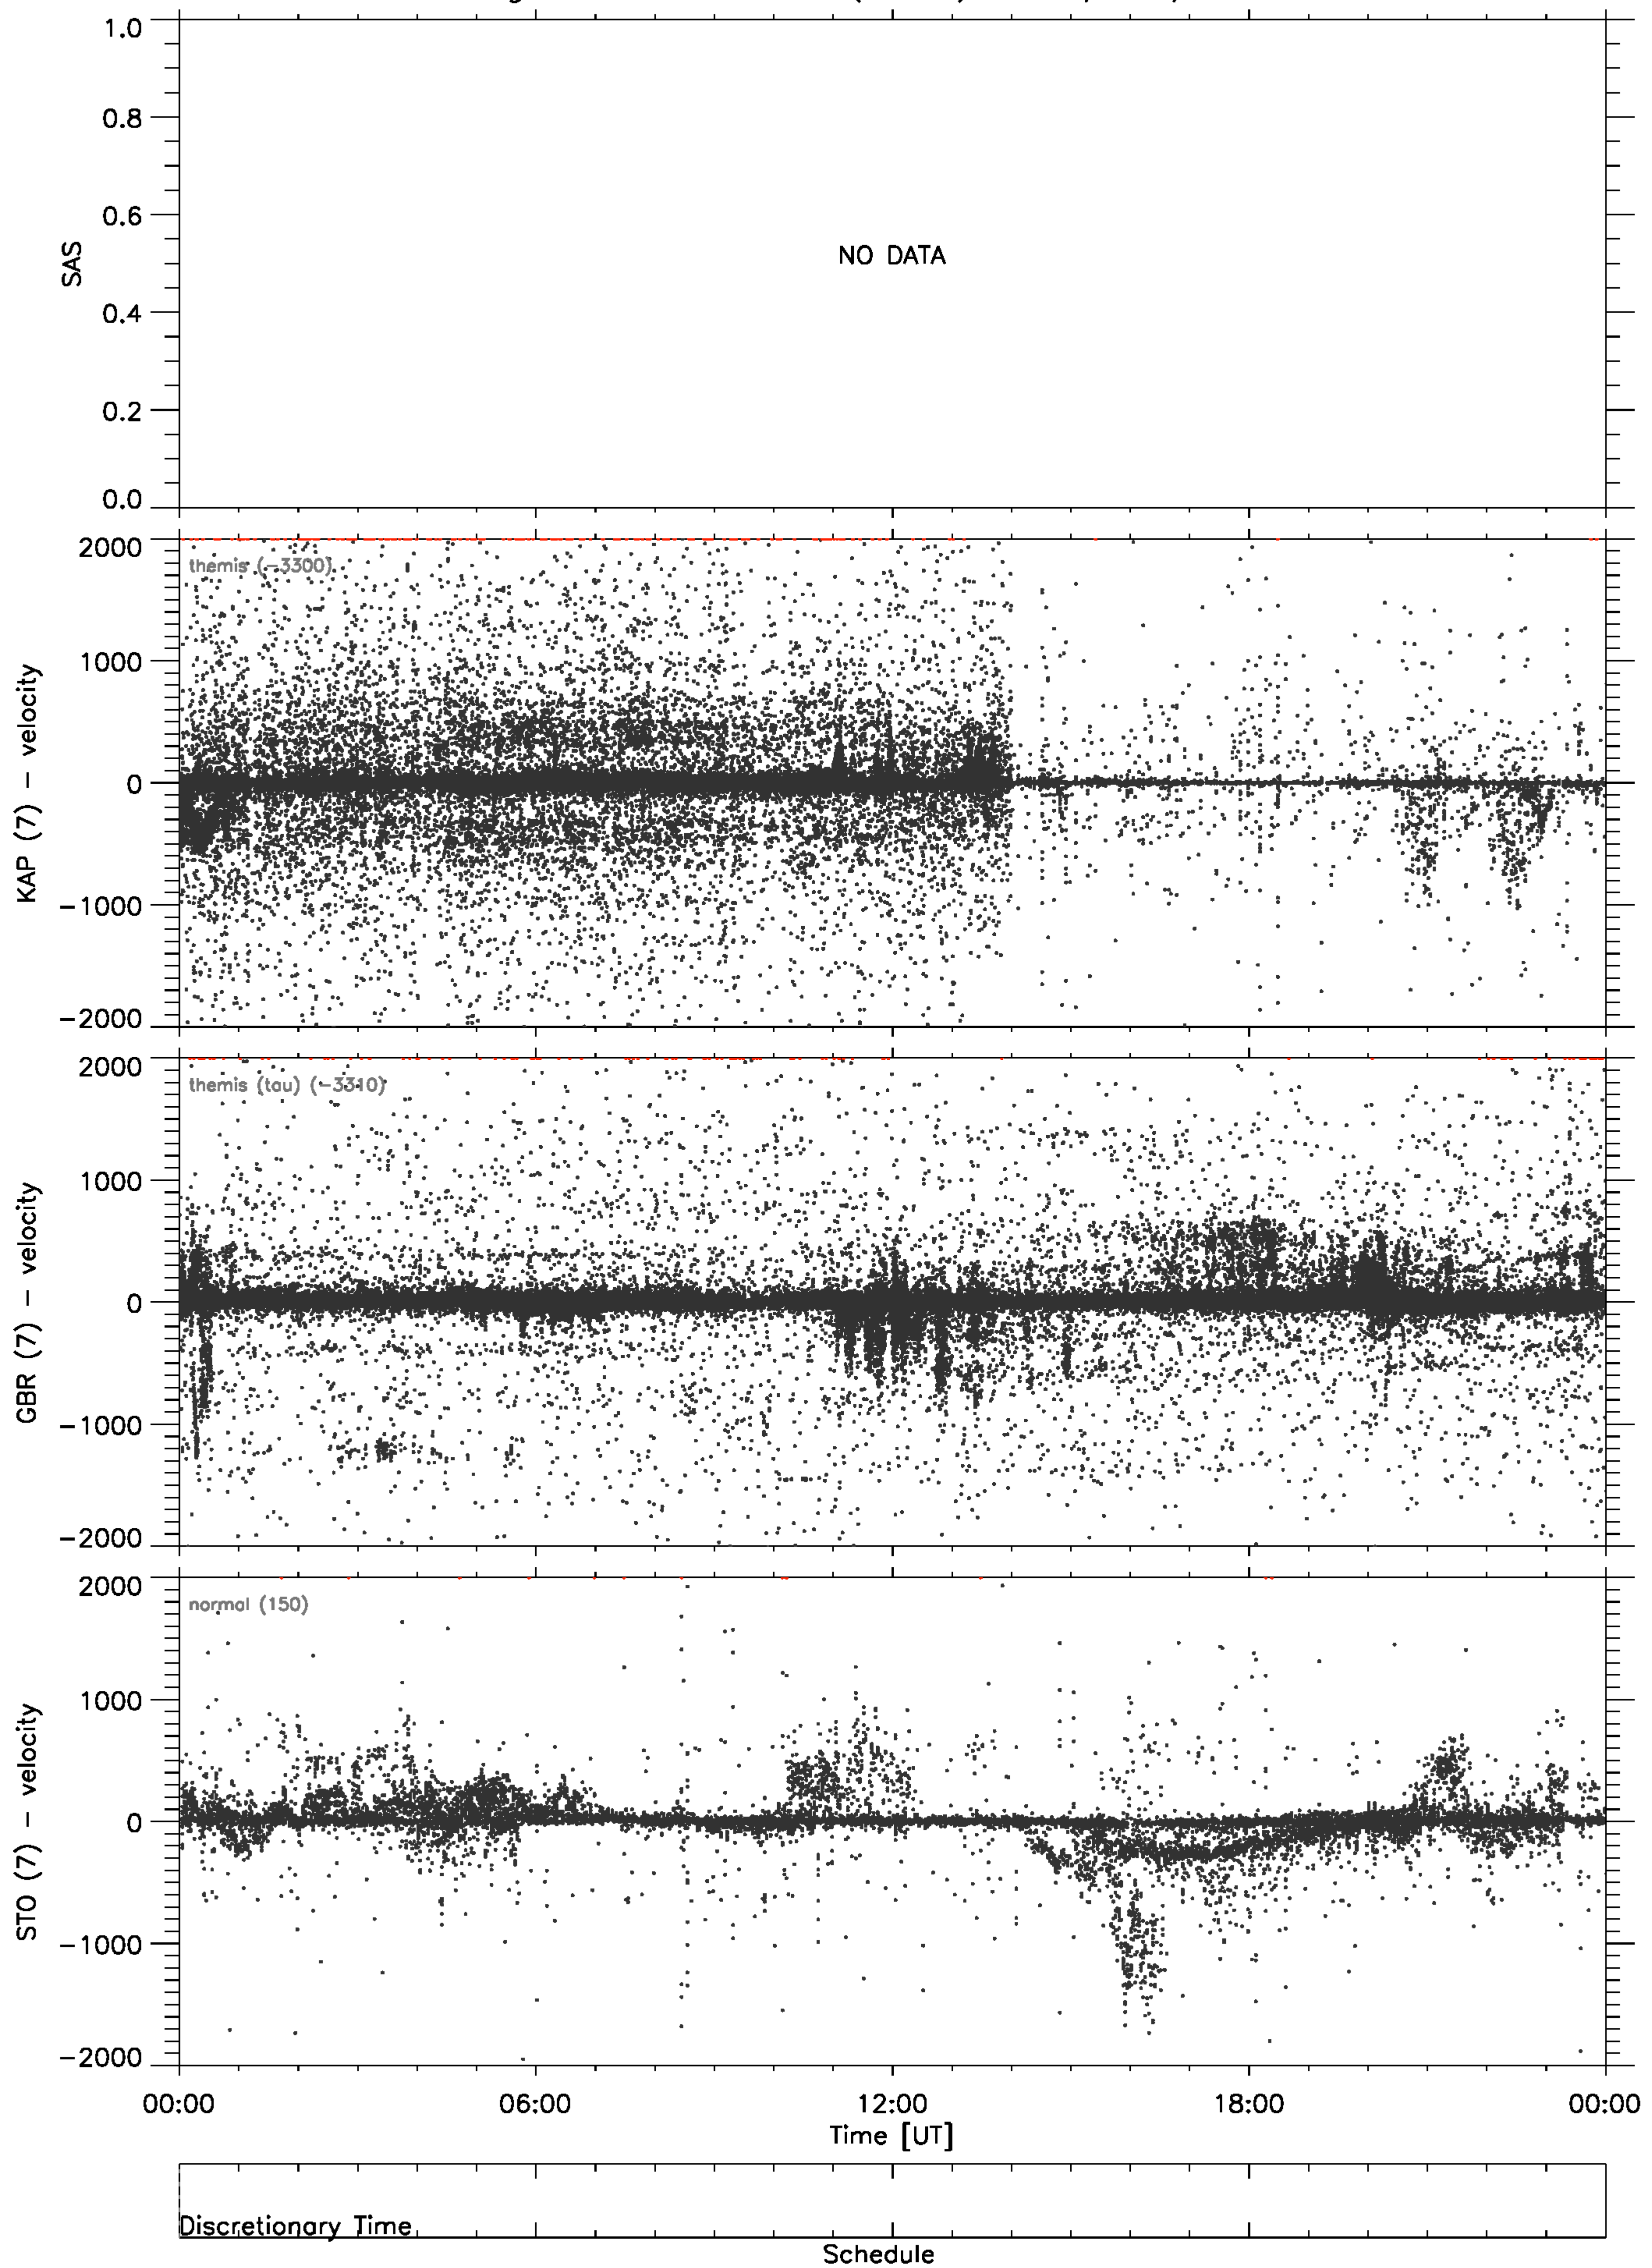 1.0
0.8
0.6
0.4
0.2
0.0
SAS
NO DATA
2000
1000
0
−1000
−2000
KAP (7) − velocity
themis (−3300)
2000
1000
0
−1000
−2000
GBR (7) − velocity
themis (tau) (−3310)
2000
1000
0
−1000
−2000
STO (7) − velocity
normal (150)
00:00 06:00 12:00 18:00 00:00
Time [UT]
Discretionary Time
Schedule